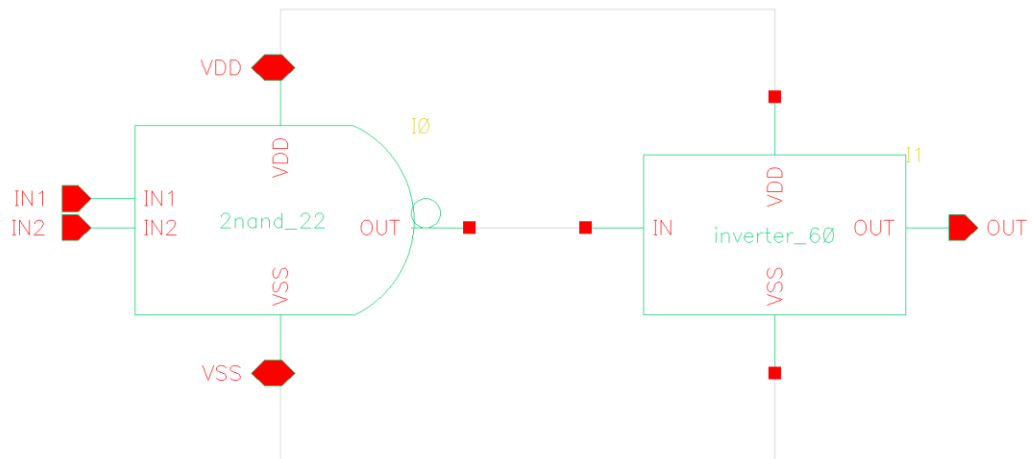 VDD
I0
I1
VDD
VDD
IN1
IN1
IN2
IN2
2nand_22
OUT
IN
inverter_60
OUT
OUT
VSS
VSS
VSS